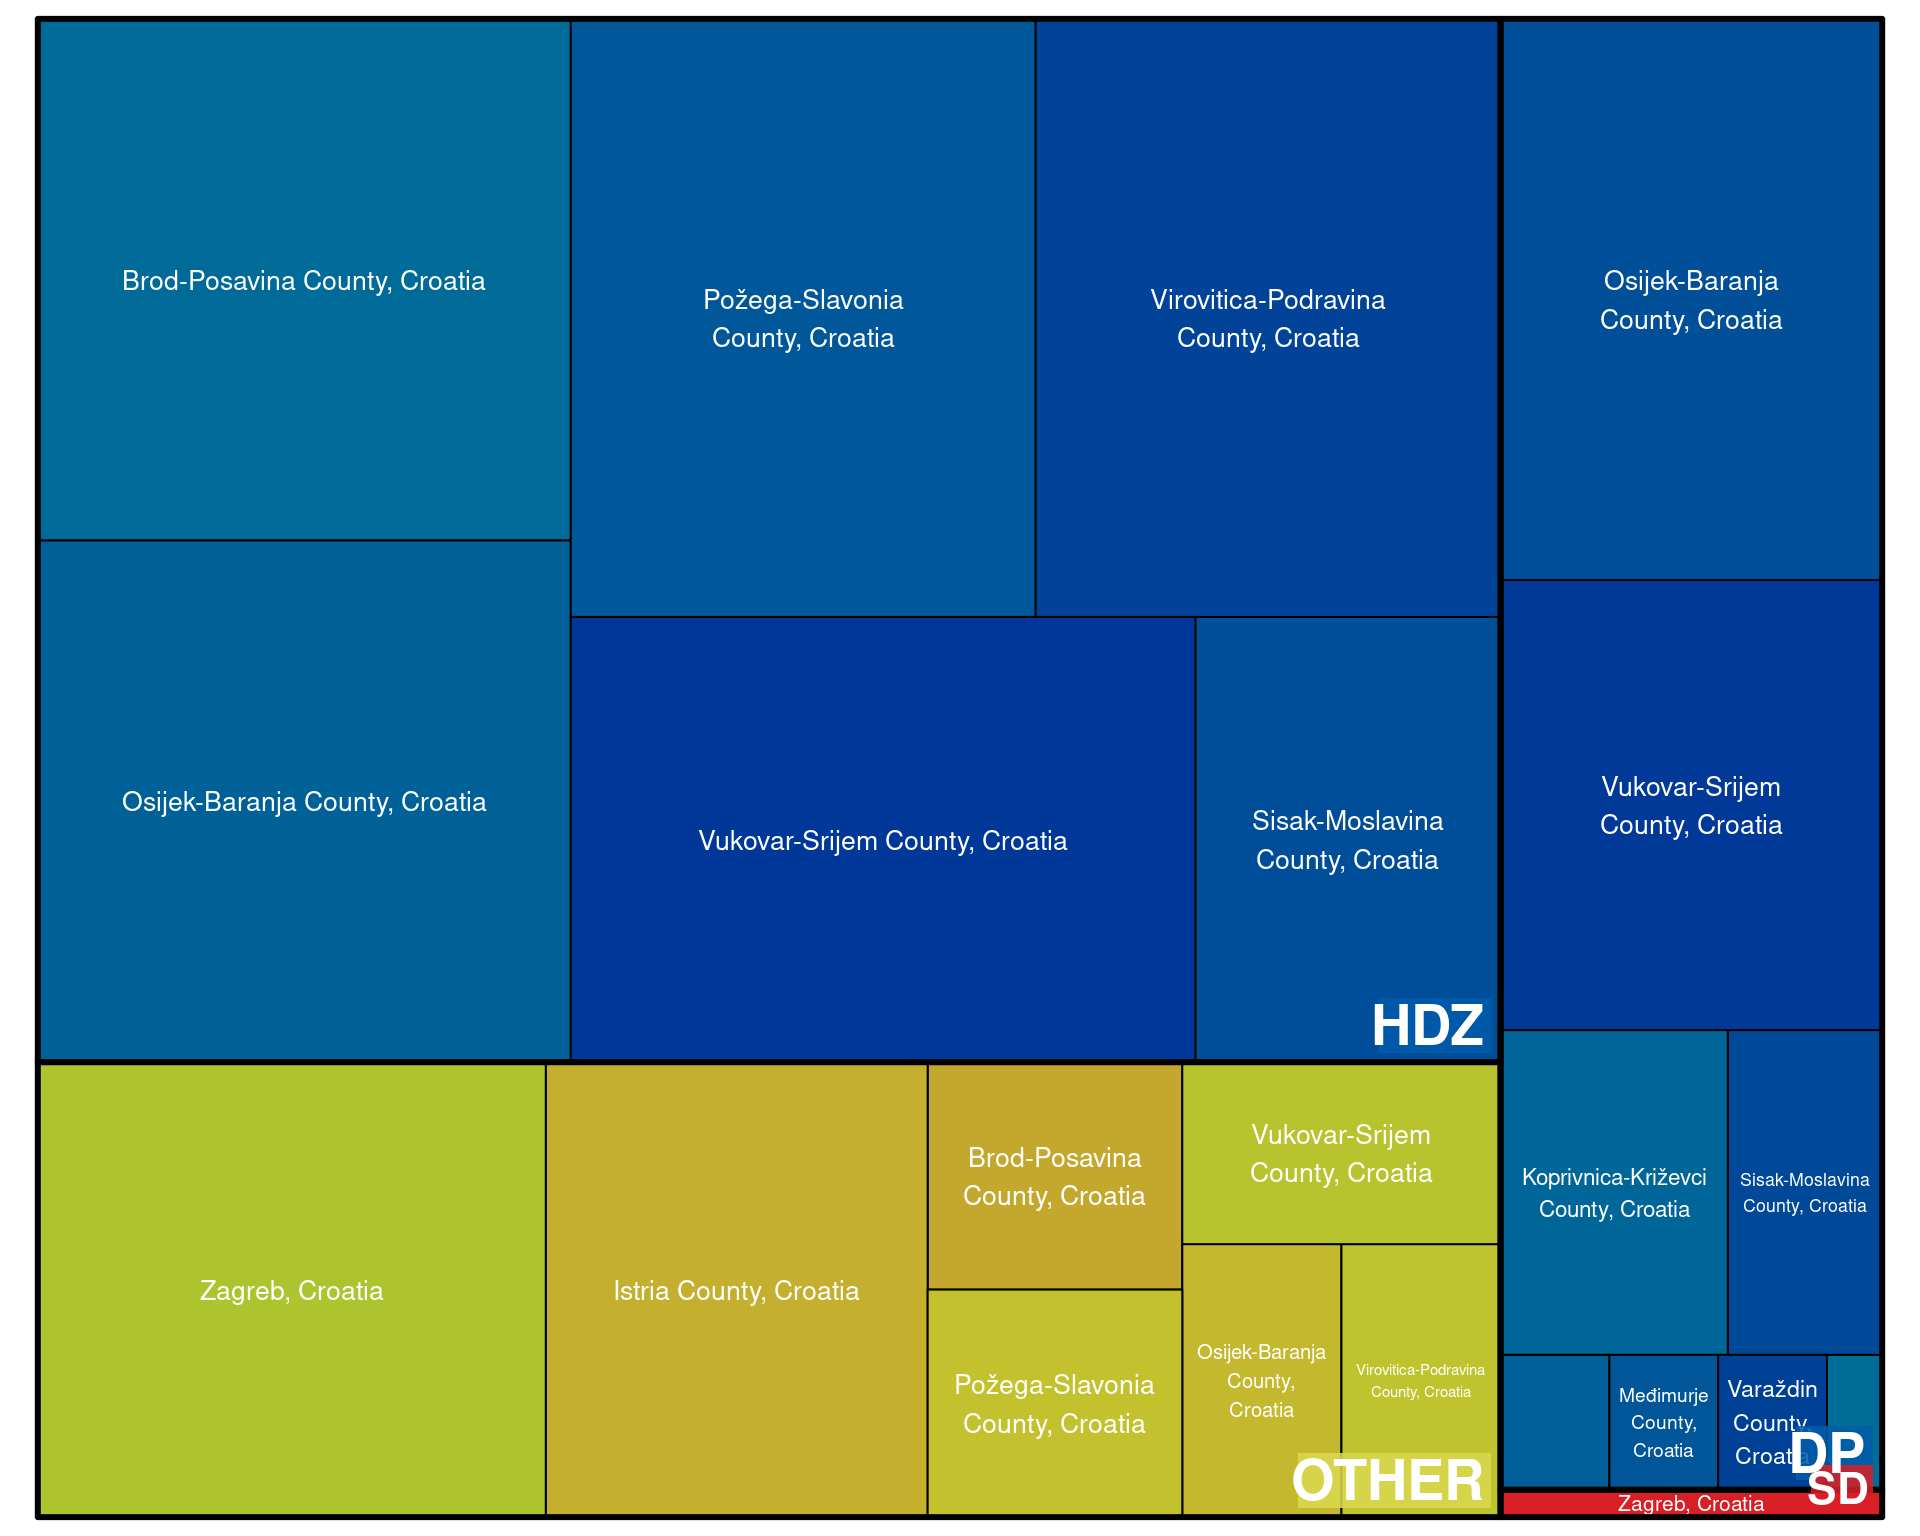 Brod-Posavina County, Croatia
Požega-Slavonia
County, Croatia
Virovitica-Podravina
County, Croatia
Osijek-Baranja
County, Croatia
Osijek-Baranja County, Croatia
Vukovar-Srijem County, Croatia
Sisak-Moslavina
County, Croatia
Vukovar-Srijem
County, Croatia
HDZ
Zagreb, Croatia
Istria County, Croatia
Brod-Posavina
County, Croatia
Požega-Slavonia
County, Croatia
Vukovar-Srijem
County, Croatia
Osijek-Baranja
County,
Croatia
Virovitica-Podravina
County, Croatia
OTHER
Koprivnica-Križevci
County, Croatia
Sisak-Moslavina
County, Croatia
Međimurje
County,
Croatia
Varaždin
County,
Croatia
DP
SD
Zagreb, Croatia